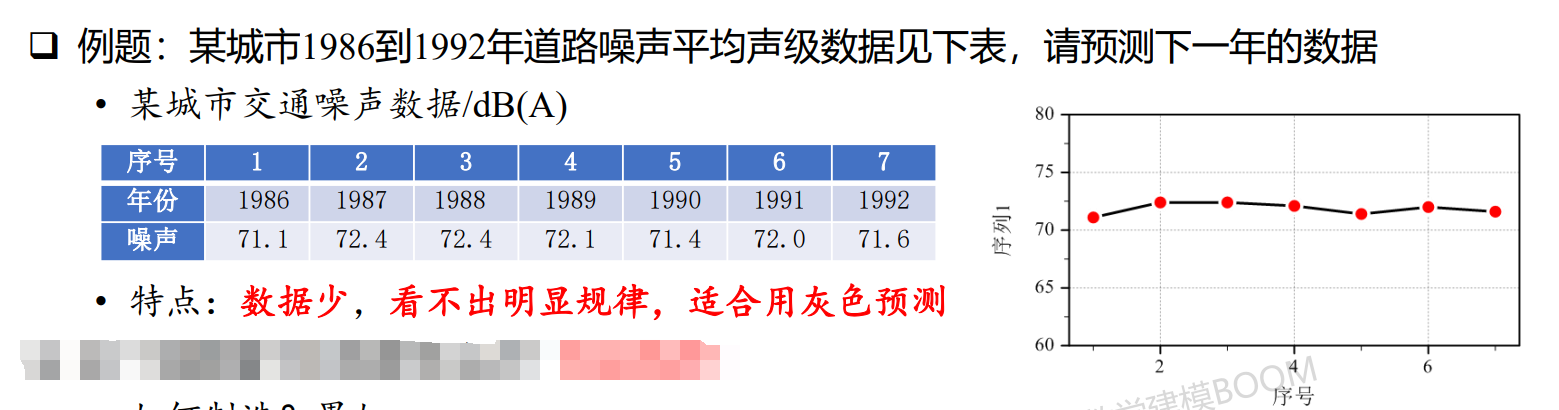 ❑ 例题：某城市1986到1992年道路噪声平均声级数据见下表，请预测下一年的数据
• 某城市交通噪声数据/dB(A)
序号 1 2 3 4 5 6 7
年份 1986 1987 1988 1989 1990 1991 1992
噪声 71.1 72.4 72.4 72.1 71.4 72.0 71.6
• 特点：数据少，看不出明显规律，适合用灰色预测
80
75
70
65
60
序列1
2 4 6
序号
学建模BOOM